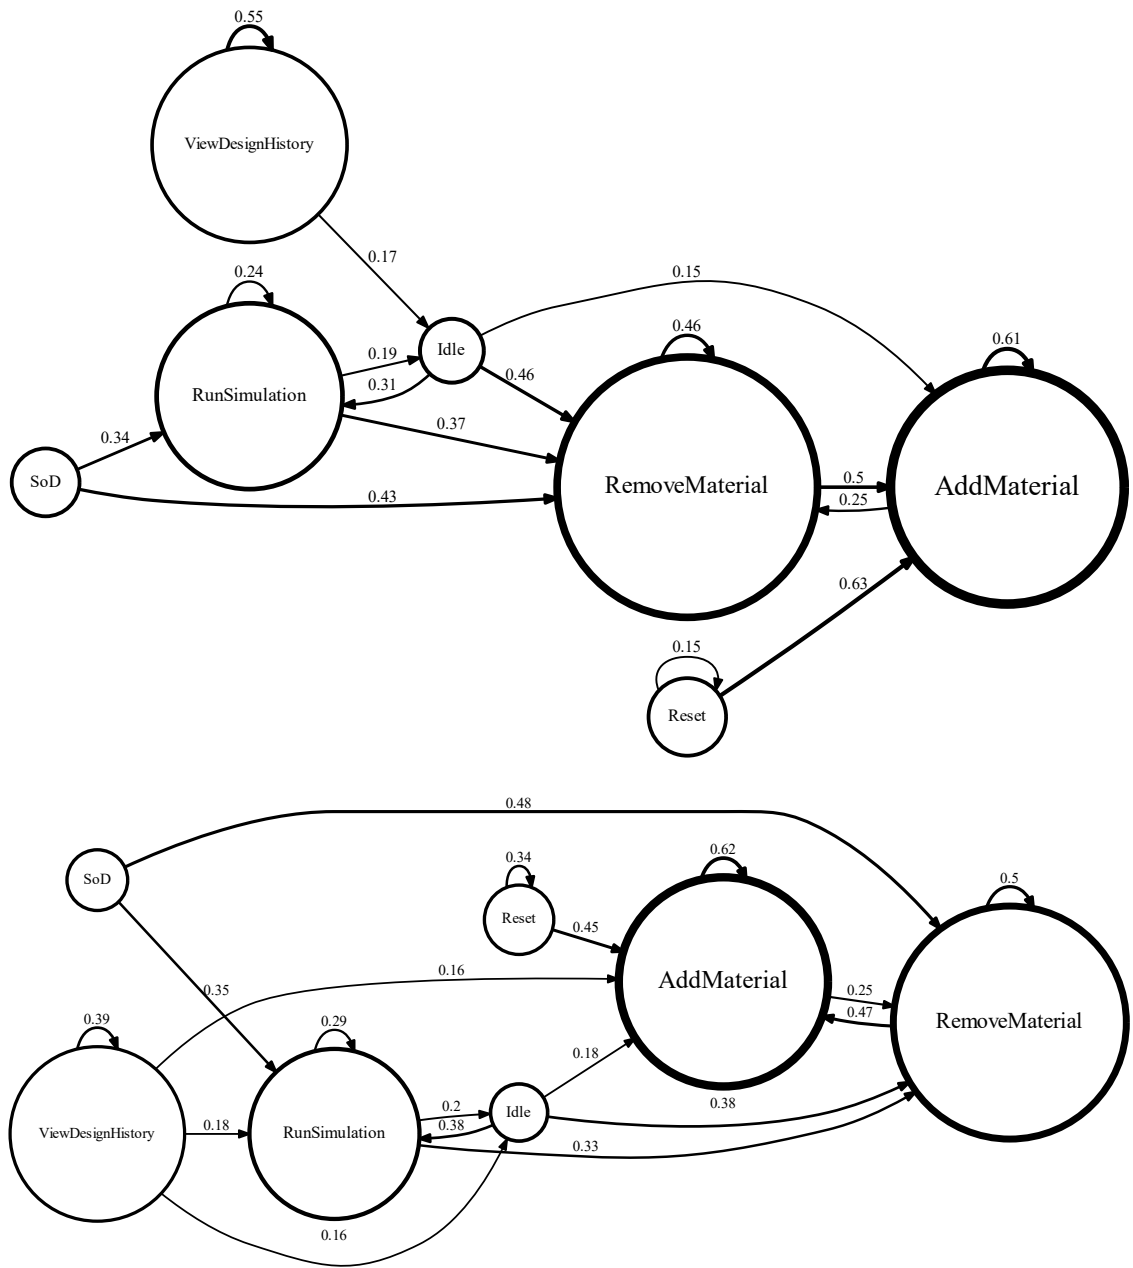 0.55
ViewDesignHistory
0.17
0.24
0.15
Idle
0.46
0.61
0.19
0.31
0.46
RunSimulation
0.37
0.34
SoD
0.43
RemoveMaterial
0.5
0.25
AddMaterial
0.63
0.15
Reset
0.48
SoD
0.34
0.62
0.5
Reset
0.45
0.16
AddMaterial
0.35
0.25
0.47
RemoveMaterial
0.39
0.29
0.18
ViewDesignHistory
0.18
RunSimulation
0.2
0.38
Idle
0.38
0.33
0.16